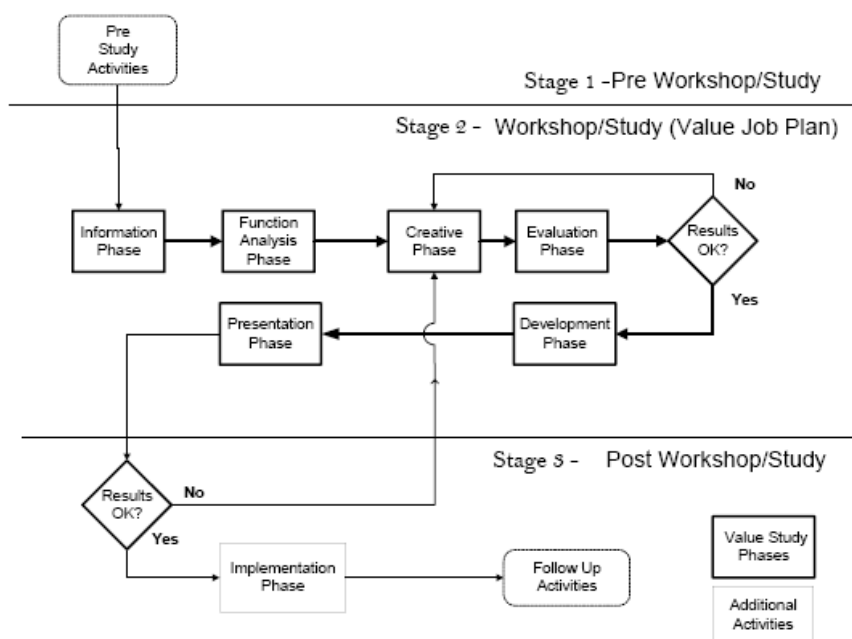 Pre
Study
Activities
Stage 1 -Pre Workshop/Study
Stage 2 - Workshop/Study (Value Job Plan)
No
Information
Phase
Function
Analysis
Phase
Creative
Phase
Evaluation
Phase
Results
OK?
Yes
Presentation
Phase
Development
Phase
Stage 3 - Post Workshop/Study
Results
OK?
No
Yes
Implementation
Phase
Follow Up
Activities
Value Study
Phases
Additional
Activities